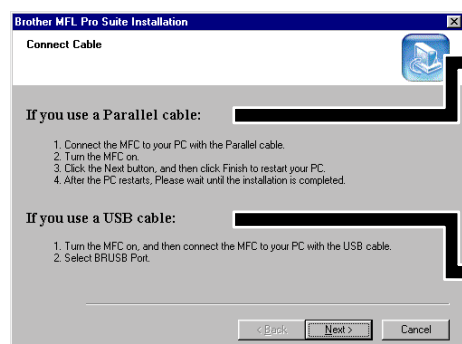 Brother MFL Pro Suite Installation
Connect Cable
If you use a Parallel cable:
1. Connect the MFC to your PC with the Parallel cable.
2. Turn the MFC on.
3. Click the Next button, and then click Finish to restart your PC.
4. After the PC restarts, Please wait until the installation is completed.
If you use a USB cable:
1. Turn the MFC on, and then connect the MFC to your PC with the USB cable.
2. Select BRUSB Port.
< Back Next > Cancel